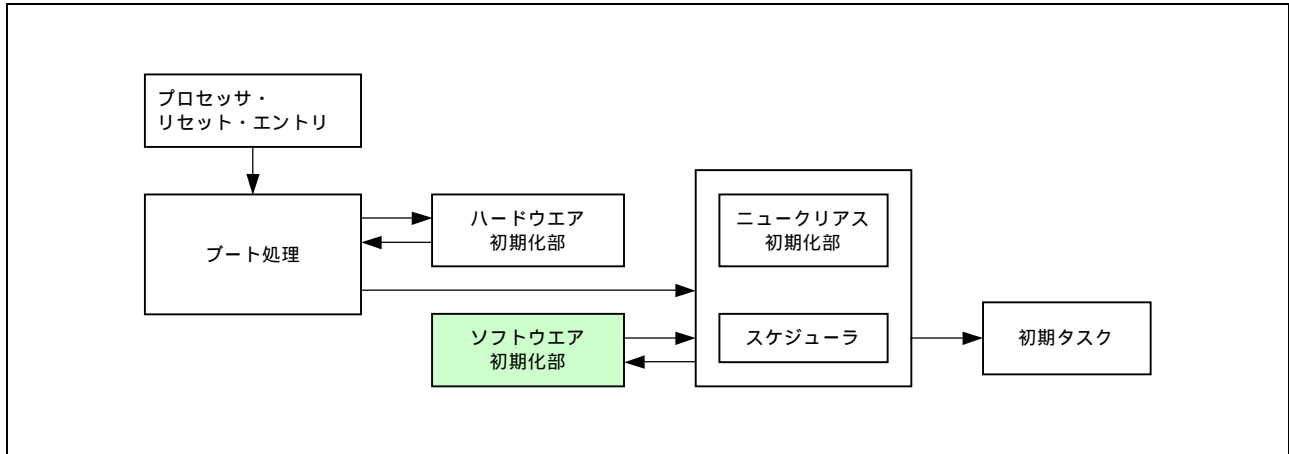 プロセッサ・
リセット・エントリ
ブート処理
ハードウエア
初期化部
ニュークリアス
初期化部
ソフトウエア
初期化部
スケジューラ
初期タスク